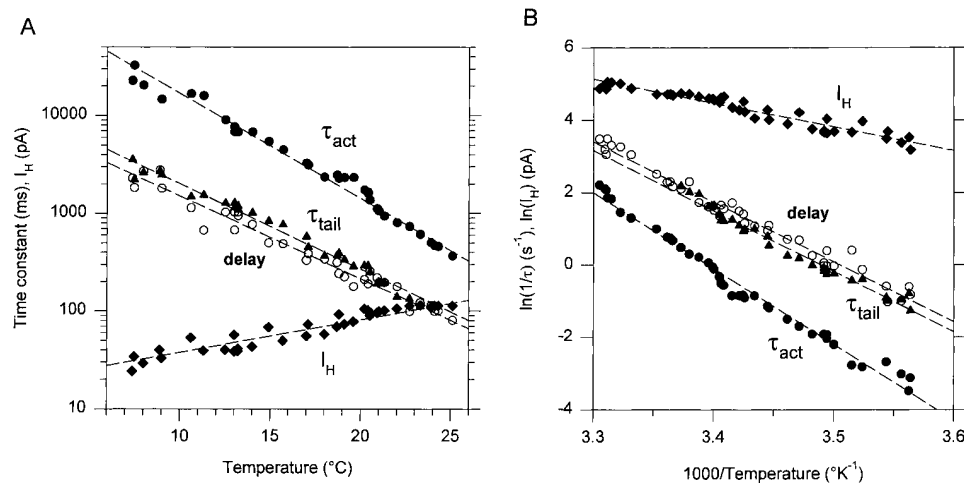 A
Time constant (ms), I_H (pA)
10000
1000
100
10
τ_act
τ_tail
delay
I_H
10
15
20
25
Temperature (°C)
B
ln(1/τ) (s⁻¹), ln(I_H) (pA)
6
4
2
0
-2
-4
I_H
delay
τ_tail
τ_act
3.3
3.4
3.5
3.6
1000/Temperature (°K⁻¹)